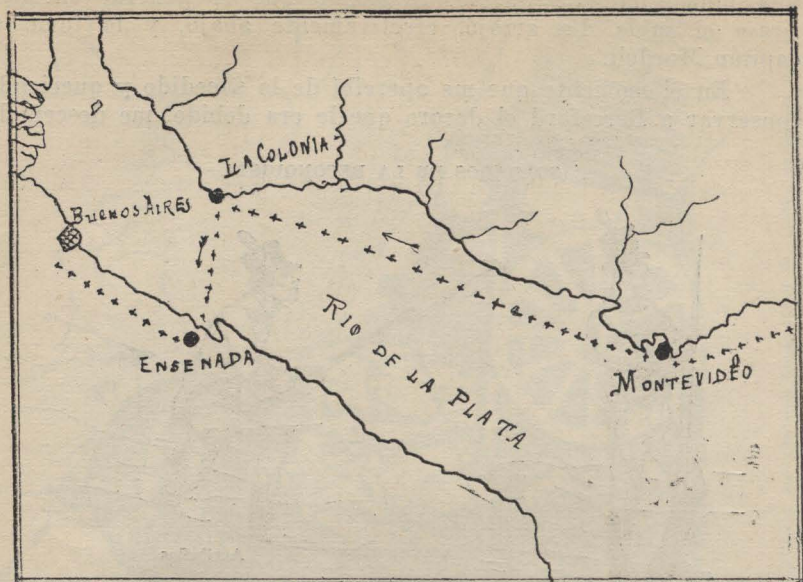 LA COLONIA
BUENOS AIRES
ENSENADA
RIO DE LA PLATA
MONTEVIDEO